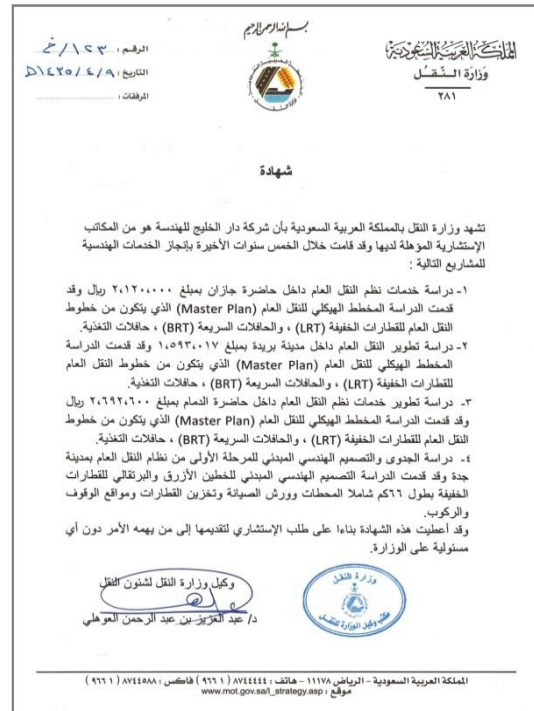 بسم الله الرحمن الرحيم
المملكة العربية السعودية
وزارة النقل
٢٨١
الرقم : ١٢٣/خ
التاريخ : ١٤٣٥/٤/٩هـ
المرفقات :
شهادة
تشهد وزارة النقل بالمملكة العربية السعودية بأن شركة دار الخليج للهندسة هو من المكاتب
الإستشارية المؤهلة لديها وقد قامت خلال الخمس سنوات الأخيرة بإنجاز الخدمات الهندسية
للمشاريع التالية :
١- دراسة خدمات نظم النقل العام داخل حاضرة جازان بمبلغ ٢،١٢٠،٠٠٠ ريال وقد
قدمت الدراسة المخطط الهيكلي للنقل العام (Master Plan) الذي يتكون من خطوط
النقل العام للقطارات الخفيفة (LRT) ، والحافلات السريعة (BRT) ، حافلات التغذية.
٢- دراسة تطوير النقل العام داخل مدينة بريدة بمبلغ ١،٥٩٣،٠١٧ وقد قدمت الدراسة
المخطط الهيكلي للنقل العام (Master Plan) الذي يتكون من خطوط النقل العام
للقطارات الخفيفة (LRT) ، والحافلات السريعة (BRT) ، حافلات التغذية.
٣- دراسة تطوير خدمات نظم النقل العام داخل حاضرة الدمام بمبلغ ٢،٦٩٢،٦٠٠ ريال
وقد قدمت الدراسة المخطط الهيكلي للنقل العام (Master Plan) الذي يتكون من خطوط
النقل العام للقطارات الخفيفة (LRT) ، والحافلات السريعة (BRT) ، حافلات التغذية.
٤- دراسة الجدوى والتصميم الهندسي المبدئي للمرحلة الأولى من نظام النقل العام بمدينة
جدة وقد قدمت الدراسة التصميم الهندسي المبدئي للخطين الأزرق والبرتقالي للقطارات
الخفيفة بطول ٦٦كم شاملا المحطات وورش الصيانة وتخزين القطارات ومواقع الوقوف
والركوب.
وقد أعطيت هذه الشهادة بناءا على طلب الإستشاري لتقديمها إلى من يهمه الأمر دون أي
مسئولية على الوزارة.
وكيل وزارة النقل لشئون النقل
د/ عبد العزيز بن عبد الرحمن العوهلي
وزارة النقل
مكتب وكيل الوزارة للنقل
المملكة العربية السعودية – الرياض ١١١٧٨ – هاتف : ٨٧٤٤٤٤٤ (٩٦٦ ١) فاكس : ٨٧٤٤٥٨٨ (٩٦٦ ١)
موقع : www.mot.gov.sa/l_strategy.asp